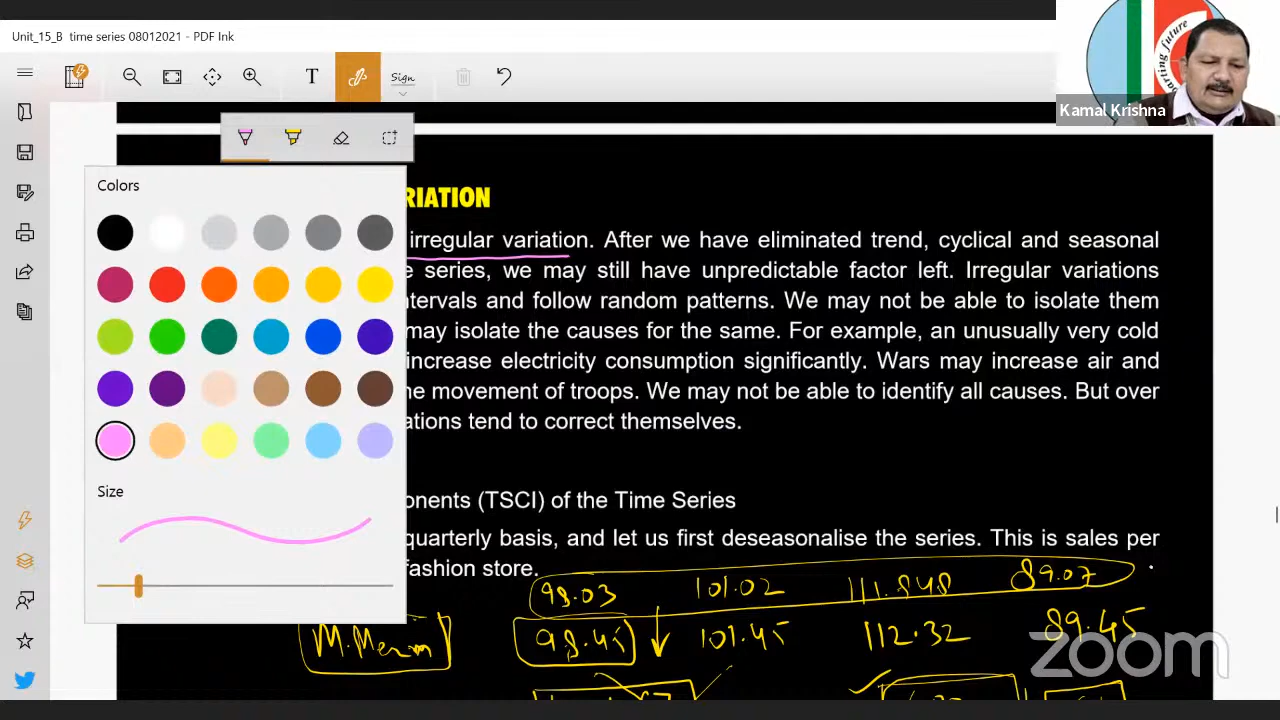 Unit_15_B time series 08012021 - PDF Ink
T
Sign
parting future
Kamal Krishna
Colors
RIATION
irregular variation. After we have eliminated trend, cyclical and seasonal
e series, we may still have unpredictable factor left. Irregular variations
ntervals and follow random patterns. We may not be able to isolate them
may isolate the causes for the same. For example, an unusually very cold
increase electricity consumption significantly. Wars may increase air and
ne movement of troops. We may not be able to identify all causes. But over
ations tend to correct themselves.
Size
onents (TSCI) of the Time Series
quarterly basis, and let us first deseasonalise the series. This is sales per
fashion store.
98.03 101.02 111.848 89.07
M.Mean 98.45 101.45 112.32 89.45
zoom